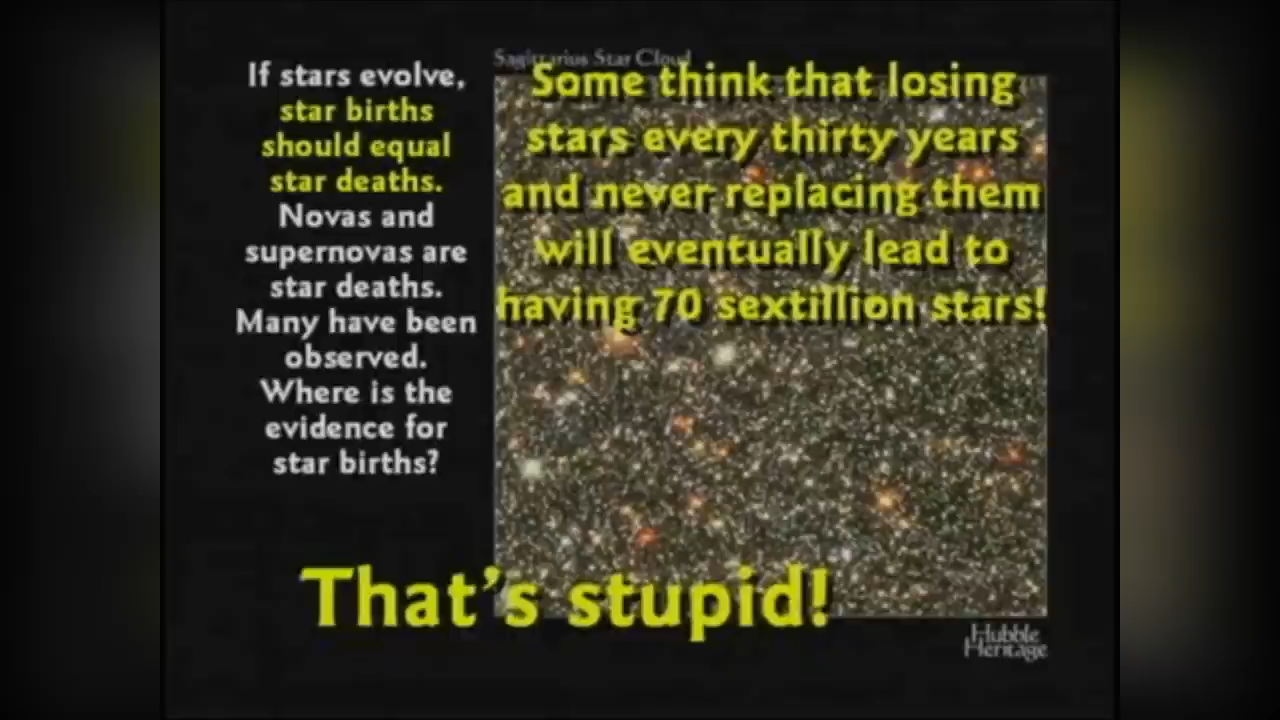 If stars evolve,
star births
should equal
star deaths.
Novas and
supernovas are
star deaths.
Many have been
observed.
Where is the
evidence for
star births?
Sagittarius Star Cloud
Some think that losing
stars every thirty years
and never replacing them
will eventually lead to
having 70 sextillion stars!
That's stupid!
Hubble
Heritage